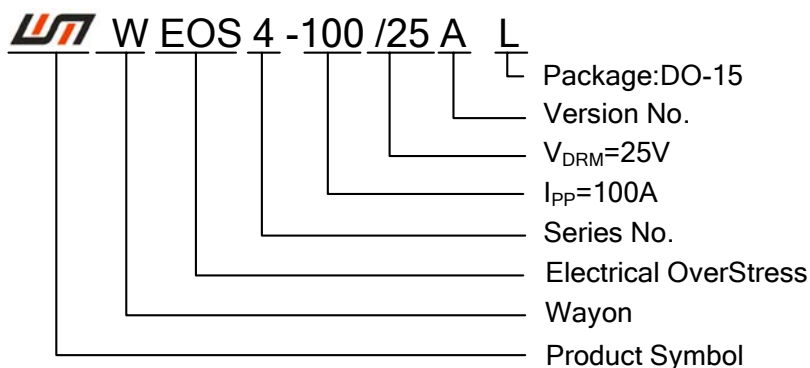 W EOS 4 -100 /25 A L
Package:DO-15
Version No.
VDRM=25V
IPP=100A
Series No.
Electrical OverStress
Wayon
Product Symbol